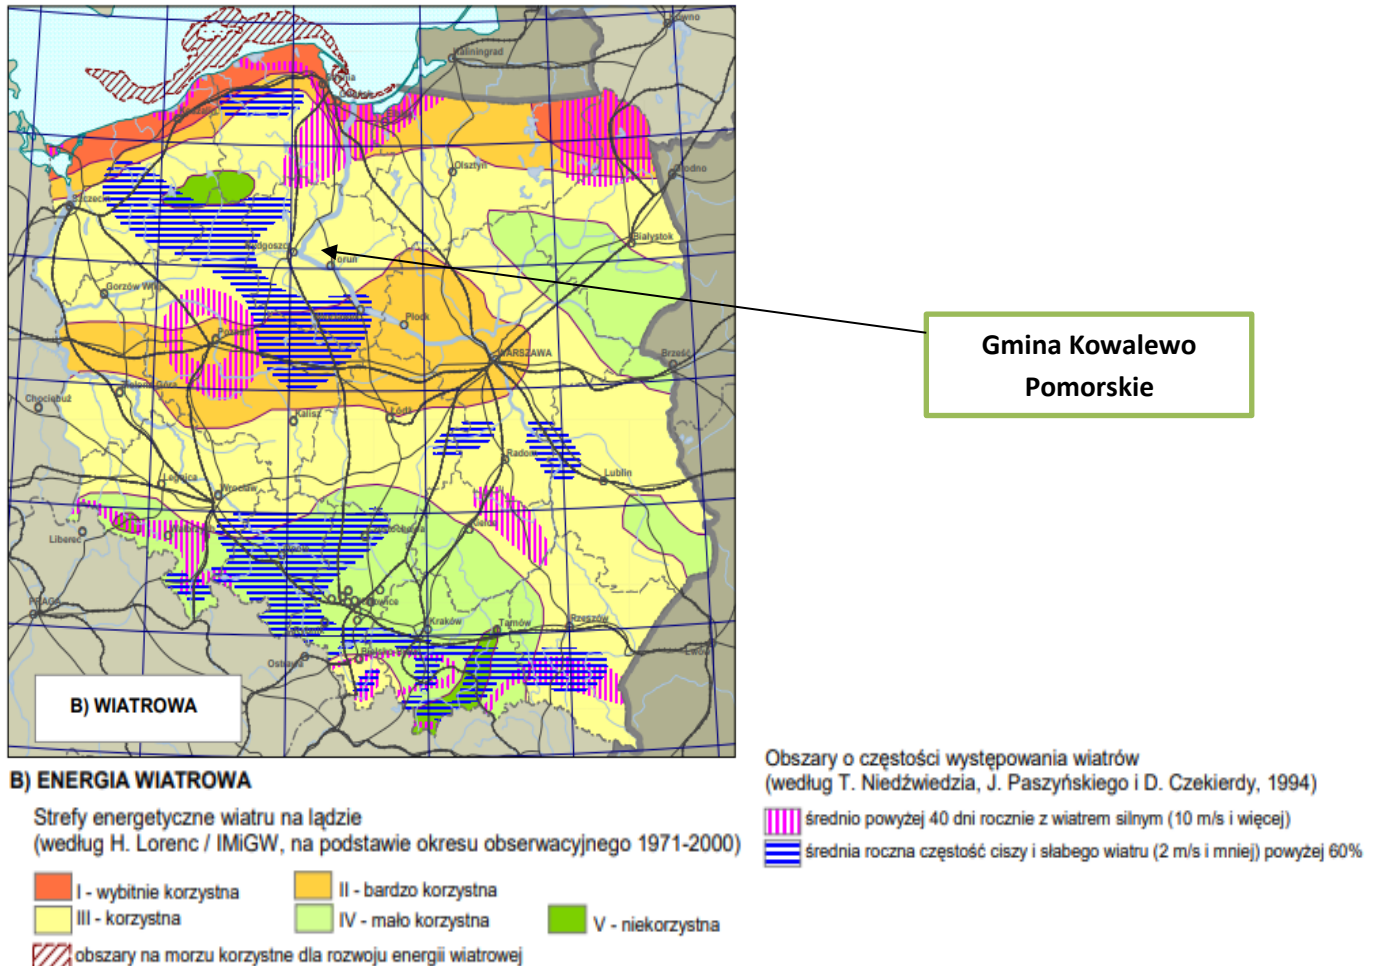 Kaliningrad
Olsztyn
Grodno
Szczecin
Białystok
Toruń
Gorzów Wlkp.
Płock
Poznań
WARSZAWA
Brześć
Zielona Góra
Chociebuż
Kalisz
Łódź
Radom
Lublin
Legnica
Wrocław
Liberec
PRAGA
Kraków
Tarnów
Rzeszów
Lwów
Ostrawa
Gmina Kowalewo
Pomorskie
B) WIATROWA
B) ENERGIA WIATROWA
Strefy energetyczne wiatru na lądzie
(według H. Lorenc / IMiGW, na podstawie okresu obserwacyjnego 1971-2000)
I - wybitnie korzystna
II - bardzo korzystna
III - korzystna
IV - mało korzystna
V - niekorzystna
obszary na morzu korzystne dla rozwoju energii wiatrowej
Obszary o częstości występowania wiatrów
(według T. Niedźwiedzia, J. Paszyńskiego i D. Czekierdy, 1994)
średnio powyżej 40 dni rocznie z wiatrem silnym (10 m/s i więcej)
średnia roczna częstość ciszy i słabego wiatru (2 m/s i mniej) powyżej 60%